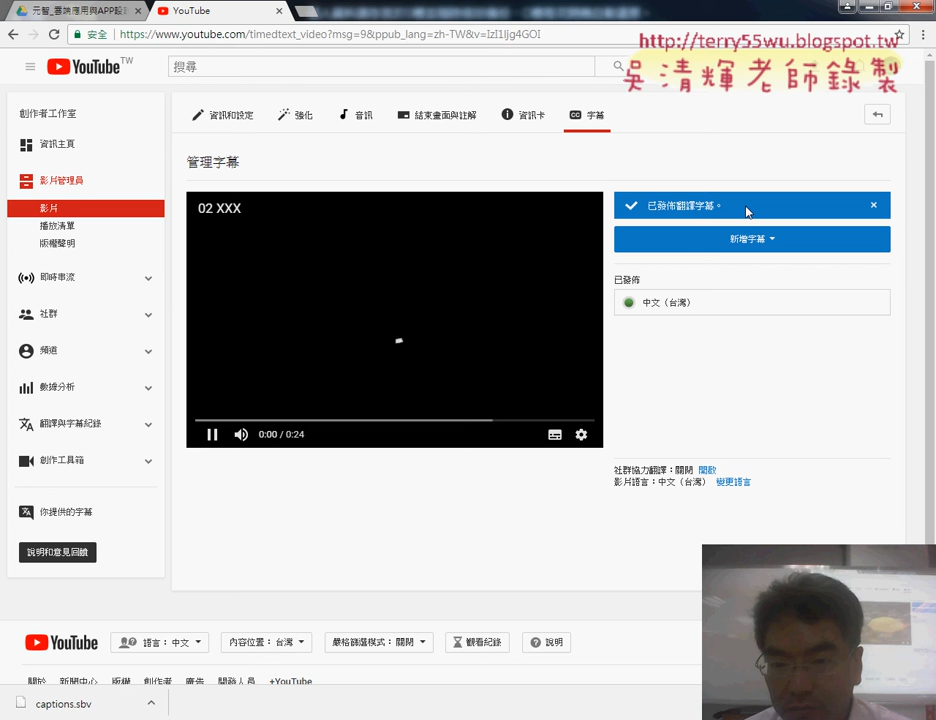 元智_雲端應用與APP設
YouTube
安全 https://www.youtube.com/timedtext_video?msg=9&ppub_lang=zh-TW&v=IzI1ljg4OGI
http://terry55wu.blogspot.tw
吳清輝老師錄製
YouTube TW
搜尋
創作者工作室
資訊主頁
影片管理員
影片
播放清單
版權聲明
即時串流
社群
頻道
數據分析
翻譯與字幕紀錄
創作工具箱
你提供的字幕
說明和意見回饋
資訊和設定
強化
音訊
結束畫面與註解
資訊卡
字幕
管理字幕
02 XXX
0:00 / 0:24
已發佈翻譯字幕。
新增字幕
已發佈
中文（台灣）
社群協力翻譯：關閉 開啟
影片語言：中文（台灣） 變更語言
YouTube
語言：中文
內容位置：台灣
嚴格篩選模式：關閉
觀看紀錄
說明
關於 新聞中心 版權 創作者 廣告 開發人員 +YouTube
captions.sbv